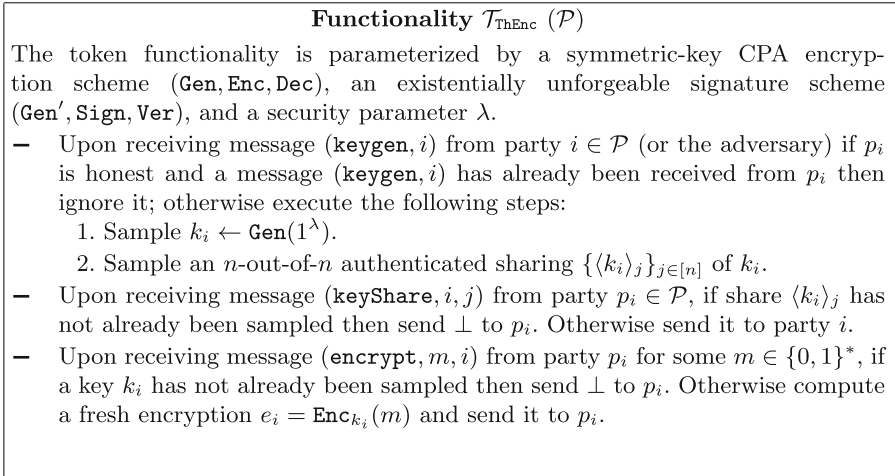 Functionality 𝒯_ThEnc (𝒫)
The token functionality is parameterized by a symmetric-key CPA encryp-
tion scheme (Gen, Enc, Dec), an existentially unforgeable signature scheme
(Gen′, Sign, Ver), and a security parameter λ.
– Upon receiving message (keygen, i) from party i ∈ 𝒫 (or the adversary) if p_i
is honest and a message (keygen, i) has already been received from p_i then
ignore it; otherwise execute the following steps:
1. Sample k_i ← Gen(1^λ).
2. Sample an n-out-of-n authenticated sharing {⟨k_i⟩_j}_{j∈[n]} of k_i.
– Upon receiving message (keyShare, i, j) from party p_i ∈ 𝒫, if share ⟨k_i⟩_j has
not already been sampled then send ⊥ to p_i. Otherwise send it to party i.
– Upon receiving message (encrypt, m, i) from party p_i for some m ∈ {0, 1}*, if
a key k_i has not already been sampled then send ⊥ to p_i. Otherwise compute
a fresh encryption e_i = Enc_{k_i}(m) and send it to p_i.